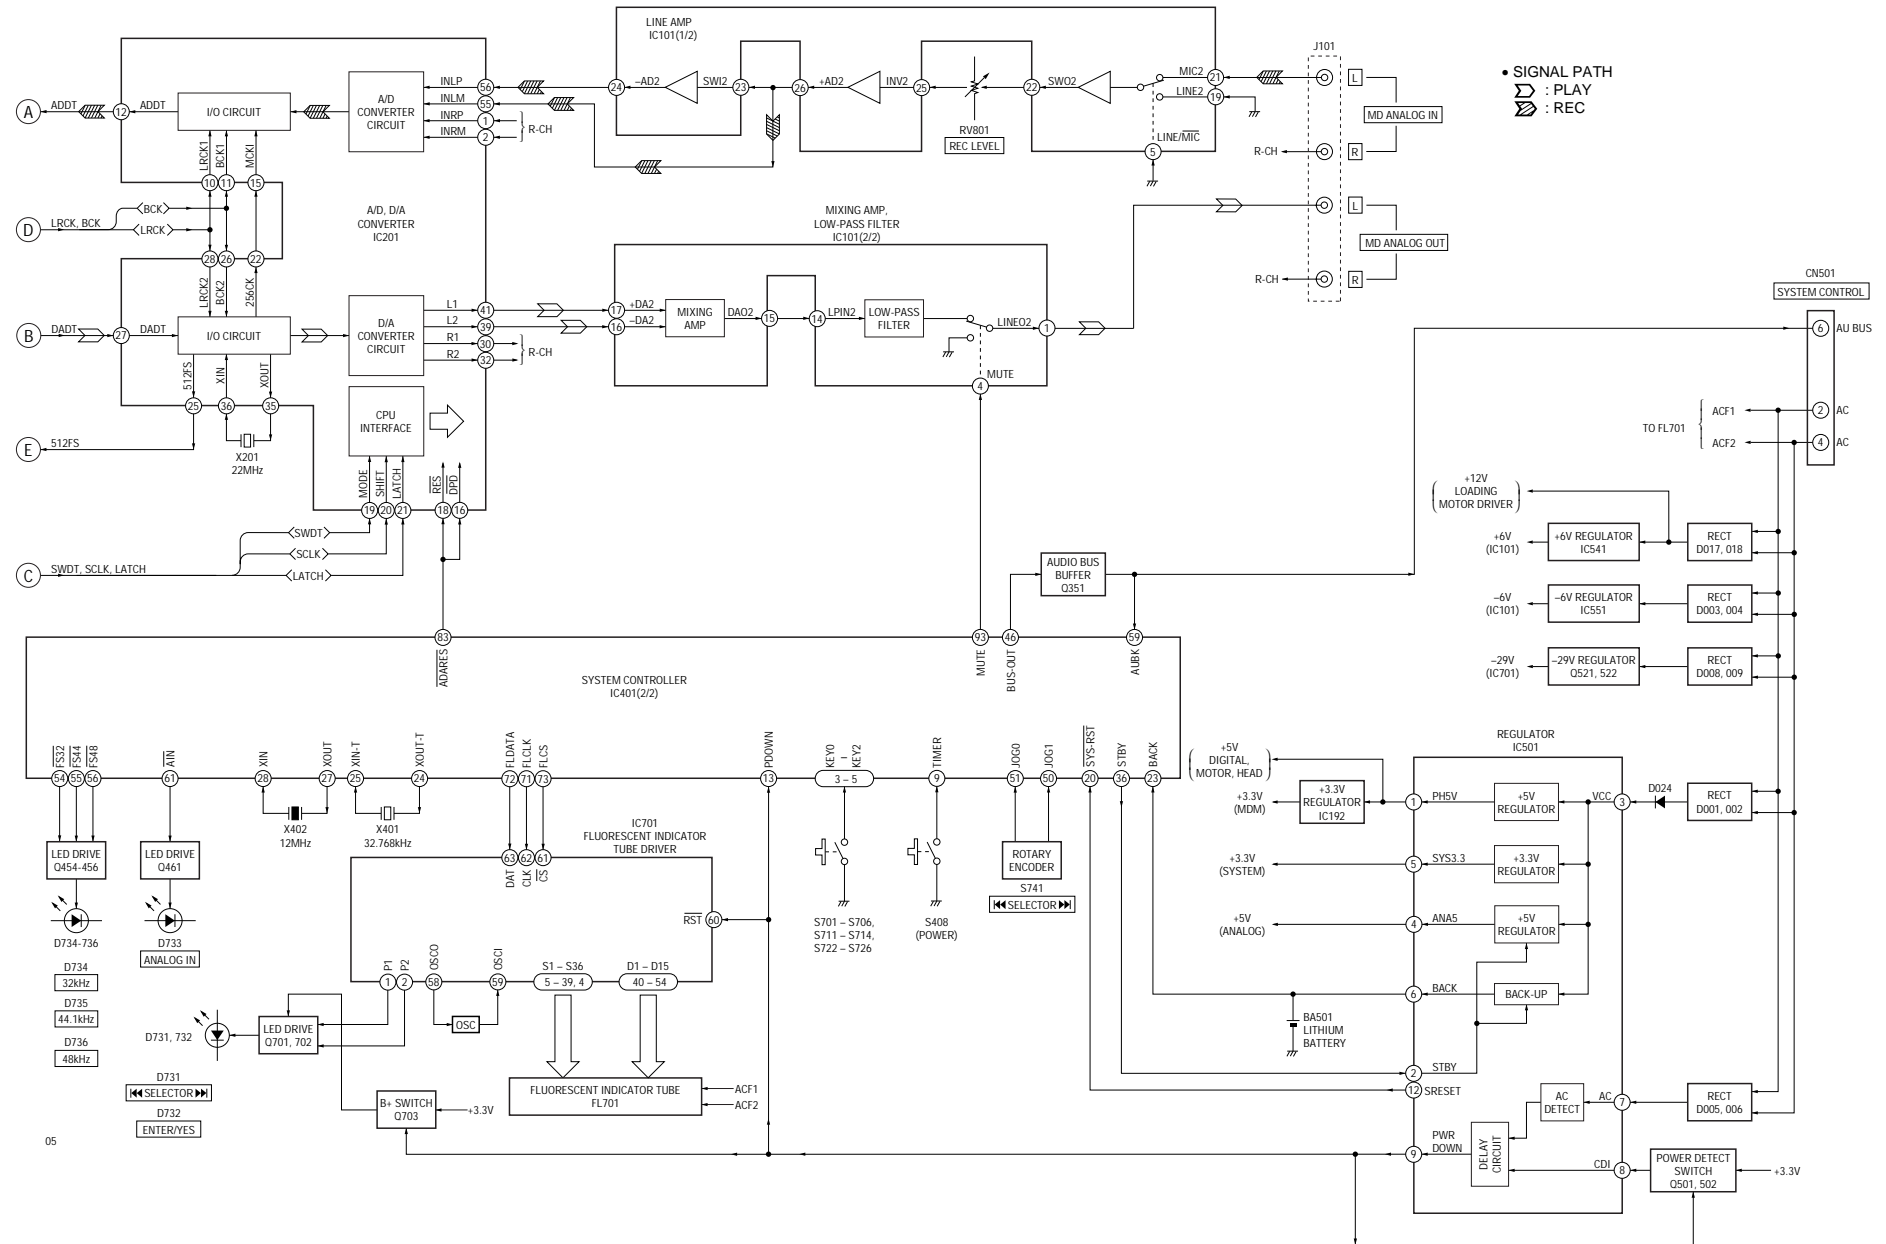 LINE AMP
IC101(1/2)
–AD2
SWI2
+AD2
INV2
SWO2
MIC2
LINE2
LINE/MIC
24
23
26
25
22
21
19
5
RV801
REC LEVEL
J101
L
R
L
R
R-CH
R-CH
MD ANALOG IN
MD ANALOG OUT
• SIGNAL PATH
: PLAY
: REC
A
ADDT
12
ADDT
I/O CIRCUIT
A/D
CONVERTER
CIRCUIT
INLP
INLM
INRP
INRM
56
55
1
2
R-CH
LRCK1
BCK1
MCKI
10
11
15
D
LRCK, BCK
BCK
LRCK
A/D, D/A
CONVERTER
IC201
28
26
22
LRCK2
BCK2
256CK
B
DADT
27
DADT
I/O CIRCUIT
D/A
CONVERTER
CIRCUIT
L1
L2
R1
R2
41
39
30
32
R-CH
512FS
XIN
XOUT
25
36
35
E
512FS
X201
22MHz
CPU
INTERFACE
MODE
SHIFT
LATCH
RES
DPD
19
20
21
18
16
C
SWDT, SCLK, LATCH
SWDT
SCLK
LATCH
MIXING AMP,
LOW-PASS FILTER
IC101(2/2)
17
16
+DA2
–DA2
MIXING
AMP
DAO2
15
14
LPIN2
LOW-PASS
FILTER
LINEO2
1
MUTE
4
CN501
SYSTEM CONTROL
6
AU BUS
2
AC
4
AC
TO FL701
ACF1
ACF2
+12V
LOADING
MOTOR DRIVER
+6V
(IC101)
+6V REGULATOR
IC541
RECT
D017, 018
–6V
(IC101)
–6V REGULATOR
IC551
RECT
D003, 004
–29V
(IC701)
–29V REGULATOR
Q521, 522
RECT
D008, 009
AUDIO BUS
BUFFER
Q351
83
93
46
59
ADARES
MUTE
BUS-OUT
AUBK
SYSTEM CONTROLLER
IC401(2/2)
FS32
FS44
FS48
AIN
XIN
XOUT
XIN-T
XOUT-T
FLDATA
FLCLK
FLCS
PDOWN
KEY0
–
KEY2
TIMER
JOG0
JOG1
SYS-RST
STBY
BACK
54
55
56
61
28
27
25
24
72
71
73
13
3 – 5
9
51
50
20
36
23
X402
12MHz
X401
32.768kHz
LED DRIVE
Q454-456
LED DRIVE
Q461
D734-736
D733
ANALOG IN
D734
32kHz
D735
44.1kHz
D736
48kHz
IC701
FLUORESCENT INDICATOR
TUBE DRIVER
63
62
61
DAT
CLK
CS
RST
60
P1
P2
OSCO
OSCI
S1 – S36
D1 – D15
1
2
58
59
5 – 39, 4
40 – 54
OSC
D731, 732
LED DRIVE
Q701, 702
D731
SELECTOR
D732
ENTER/YES
FLUORESCENT INDICATOR TUBE
FL701
ACF1
ACF2
B+ SWITCH
Q703
+3.3V
S701 – S706,
S711 – S714,
S722 – S726
S408
(POWER)
ROTARY
ENCODER
S741
SELECTOR
BA501
LITHIUM
BATTERY
REGULATOR
IC501
+5V
DIGITAL,
MOTOR, HEAD
+3.3V
(MDM)
+3.3V
REGULATOR
IC192
1
PH5V
+5V
REGULATOR
VCC
3
D024
RECT
D001, 002
+3.3V
(SYSTEM)
5
SYS3.3
+3.3V
REGULATOR
+5V
(ANALOG)
4
ANA5
+5V
REGULATOR
6
BACK
BACK-UP
2
STBY
12
SRESET
AC
DETECT
AC
7
RECT
D005, 006
9
PWR
DOWN
DELAY
CIRCUIT
CDI
8
POWER DETECT
SWITCH
Q501, 502
+3.3V
05